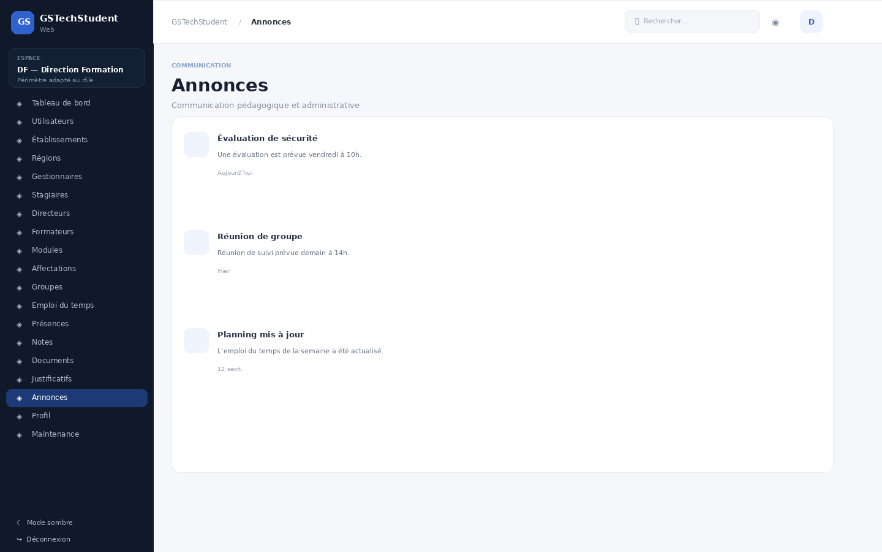 GS
GSTechStudent
Web
ESPACE
DF — Direction Formation
Périmètre adapté au rôle
Tableau de bord
Utilisateurs
Établissements
Régions
Gestionnaires
Stagiaires
Directeurs
Formateurs
Modules
Affectations
Groupes
Emploi du temps
Présences
Notes
Documents
Justificatifs
Annonces
Profil
Maintenance
Mode sombre
Déconnexion
GSTechStudent / Annonces
Rechercher...
D
COMMUNICATION
Annonces
Communication pédagogique et administrative
Évaluation de sécurité
Une évaluation est prévue vendredi à 10h.
Aujourd'hui
Réunion de groupe
Réunion de suivi prévue demain à 14h.
Hier
Planning mis à jour
L'emploi du temps de la semaine a été actualisé.
12 sept.